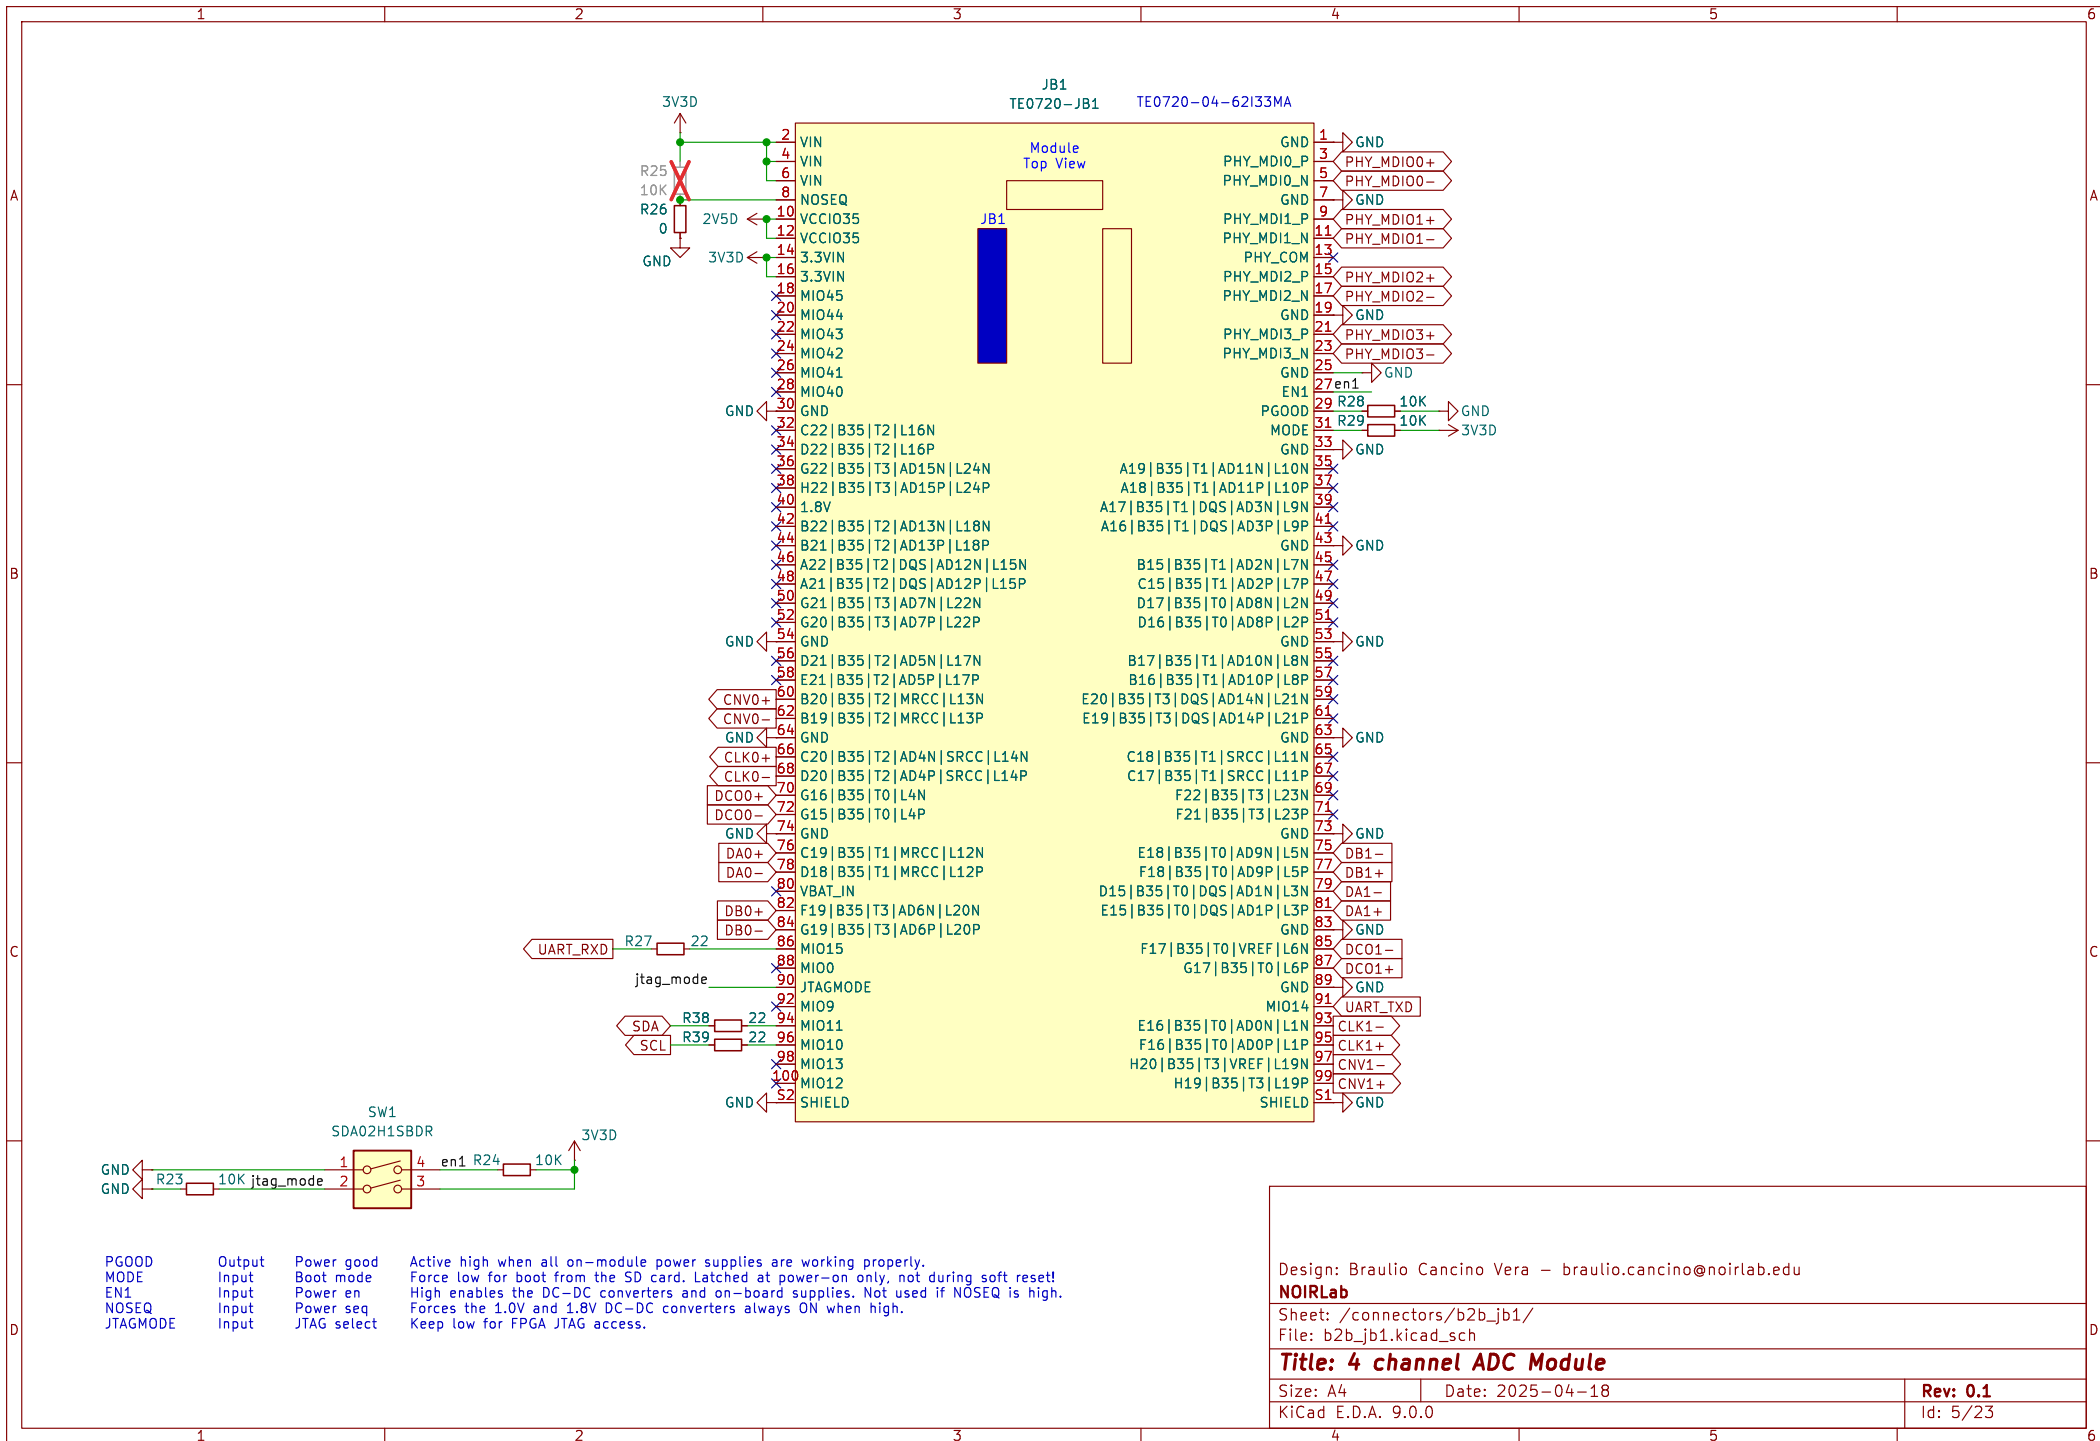 1 2 3 4 5 6
JB1
TE0720-JB1 TE0720-04-62I33MA
Module
Top View
JB1
3V3D
R25
10K
R26
0
GND
2V5D
3V3D
2 VIN
4 VIN
6 VIN
8 NOSEQ
10 VCCIO35
12 VCCIO35
14 3.3VIN
16 3.3VIN
18 MIO45
20 MIO44
22 MIO43
24 MIO42
26 MIO41
28 MIO40
GND 30 GND
32 C22|B35|T2|L16N
34 D22|B35|T2|L16P
36 G22|B35|T3|AD15N|L24N
38 H22|B35|T3|AD15P|L24P
40 1.8V
42 B22|B35|T2|AD13N|L18N
44 B21|B35|T2|AD13P|L18P
46 A22|B35|T2|DQS|AD12N|L15N
48 A21|B35|T2|DQS|AD12P|L15P
50 G21|B35|T3|AD7N|L22N
52 G20|B35|T3|AD7P|L22P
GND 54 GND
56 D21|B35|T2|AD5N|L17N
58 E21|B35|T2|AD5P|L17P
CNV0+ 60 B20|B35|T2|MRCC|L13N
CNV0- 62 B19|B35|T2|MRCC|L13P
GND 64 GND
CLK0+ 66 C20|B35|T2|AD4N|SRCC|L14N
CLK0- 68 D20|B35|T2|AD4P|SRCC|L14P
DCO0+ 70 G16|B35|T0|L4N
DCO0- 72 G15|B35|T0|L4P
GND 74 GND
DA0+ 76 C19|B35|T1|MRCC|L12N
DA0- 78 D18|B35|T1|MRCC|L12P
80 VBAT_IN
DB0+ 82 F19|B35|T3|AD6N|L20N
DB0- 84 G19|B35|T3|AD6P|L20P
UART_RXD R27 22 86 MIO15
88 MIO0
jtag_mode 90 JTAGMODE
92 MIO9
SDA R38 22 94 MIO11
SCL R39 22 96 MIO10
98 MIO13
100 MIO12
GND S2 SHIELD
GND 1 GND
PHY_MDI0_P 3 PHY_MDIO0+
PHY_MDI0_N 5 PHY_MDIO0-
GND 7 GND
PHY_MDI1_P 9 PHY_MDIO1+
PHY_MDI1_N 11 PHY_MDIO1-
PHY_COM 13
PHY_MDI2_P 15 PHY_MDIO2+
PHY_MDI2_N 17 PHY_MDIO2-
GND 19 GND
PHY_MDI3_P 21 PHY_MDIO3+
PHY_MDI3_N 23 PHY_MDIO3-
GND 25 GND
EN1 27 en1
PGOOD 29 R28 10K GND
MODE 31 R29 10K 3V3D
GND 33 GND
A19|B35|T1|AD11N|L10N 35
A18|B35|T1|AD11P|L10P 37
A17|B35|T1|DQS|AD3N|L9N 39
A16|B35|T1|DQS|AD3P|L9P 41
GND 43 GND
B15|B35|T1|AD2N|L7N 45
C15|B35|T1|AD2P|L7P 47
D17|B35|T0|AD8N|L2N 49
D16|B35|T0|AD8P|L2P 51
GND 53 GND
B17|B35|T1|AD10N|L8N 55
B16|B35|T1|AD10P|L8P 57
E20|B35|T3|DQS|AD14N|L21N 59
E19|B35|T3|DQS|AD14P|L21P 61
GND 63 GND
C18|B35|T1|SRCC|L11N 65
C17|B35|T1|SRCC|L11P 67
F22|B35|T3|L23N 69
F21|B35|T3|L23P 71
GND 73 GND
E18|B35|T0|AD9N|L5N 75 DB1-
F18|B35|T0|AD9P|L5P 77 DB1+
D15|B35|T0|DQS|AD1N|L3N 79 DA1-
E15|B35|T0|DQS|AD1P|L3P 81 DA1+
GND 83 GND
F17|B35|T0|VREF|L6N 85 DCO1-
G17|B35|T0|L6P 87 DCO1+
GND 89 GND
MIO14 91 UART_TXD
E16|B35|T0|AD0N|L1N 93 CLK1-
F16|B35|T0|AD0P|L1P 95 CLK1+
H20|B35|T3|VREF|L19N 97 CNV1-
H19|B35|T3|L19P 99 CNV1+
SHIELD S1 GND
A A
B B
C C
D D
SW1
SDA02H1SBDR
3V3D
GND 1 4 en1 R24 10K
GND R23 10K jtag_mode 2 3
PGOOD Output Power good Active high when all on-module power supplies are working properly.
MODE Input Boot mode Force low for boot from the SD card. Latched at power-on only, not during soft reset!
EN1 Input Power en High enables the DC-DC converters and on-board supplies. Not used if NOSEQ is high.
NOSEQ Input Power seq Forces the 1.0V and 1.8V DC-DC converters always ON when high.
JTAGMODE Input JTAG select Keep low for FPGA JTAG access.
Design: Braulio Cancino Vera - braulio.cancino@noirlab.edu
NOIRLab
Sheet: /connectors/b2b_jb1/
File: b2b_jb1.kicad_sch
Title: 4 channel ADC Module
Size: A4 Date: 2025-04-18 Rev: 0.1
KiCad E.D.A. 9.0.0 Id: 5/23
1 2 3 4 5 6